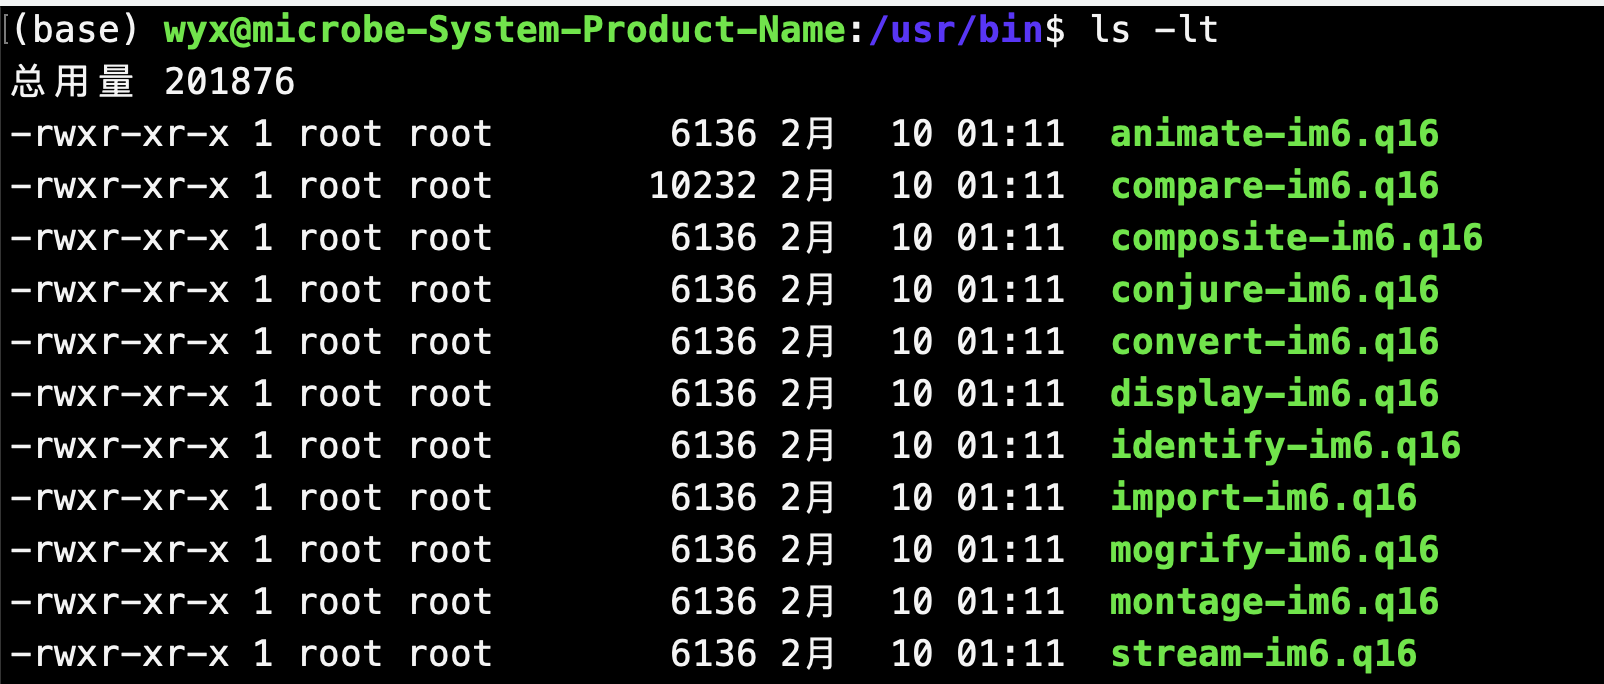 (base) wyx@microbe-System-Product-Name:/usr/bin$ ls -lt
总用量 201876
-rwxr-xr-x 1 root root        6136 2月  10 01:11 animate-im6.q16
-rwxr-xr-x 1 root root       10232 2月  10 01:11 compare-im6.q16
-rwxr-xr-x 1 root root        6136 2月  10 01:11 composite-im6.q16
-rwxr-xr-x 1 root root        6136 2月  10 01:11 conjure-im6.q16
-rwxr-xr-x 1 root root        6136 2月  10 01:11 convert-im6.q16
-rwxr-xr-x 1 root root        6136 2月  10 01:11 display-im6.q16
-rwxr-xr-x 1 root root        6136 2月  10 01:11 identify-im6.q16
-rwxr-xr-x 1 root root        6136 2月  10 01:11 import-im6.q16
-rwxr-xr-x 1 root root        6136 2月  10 01:11 mogrify-im6.q16
-rwxr-xr-x 1 root root        6136 2月  10 01:11 montage-im6.q16
-rwxr-xr-x 1 root root        6136 2月  10 01:11 stream-im6.q16